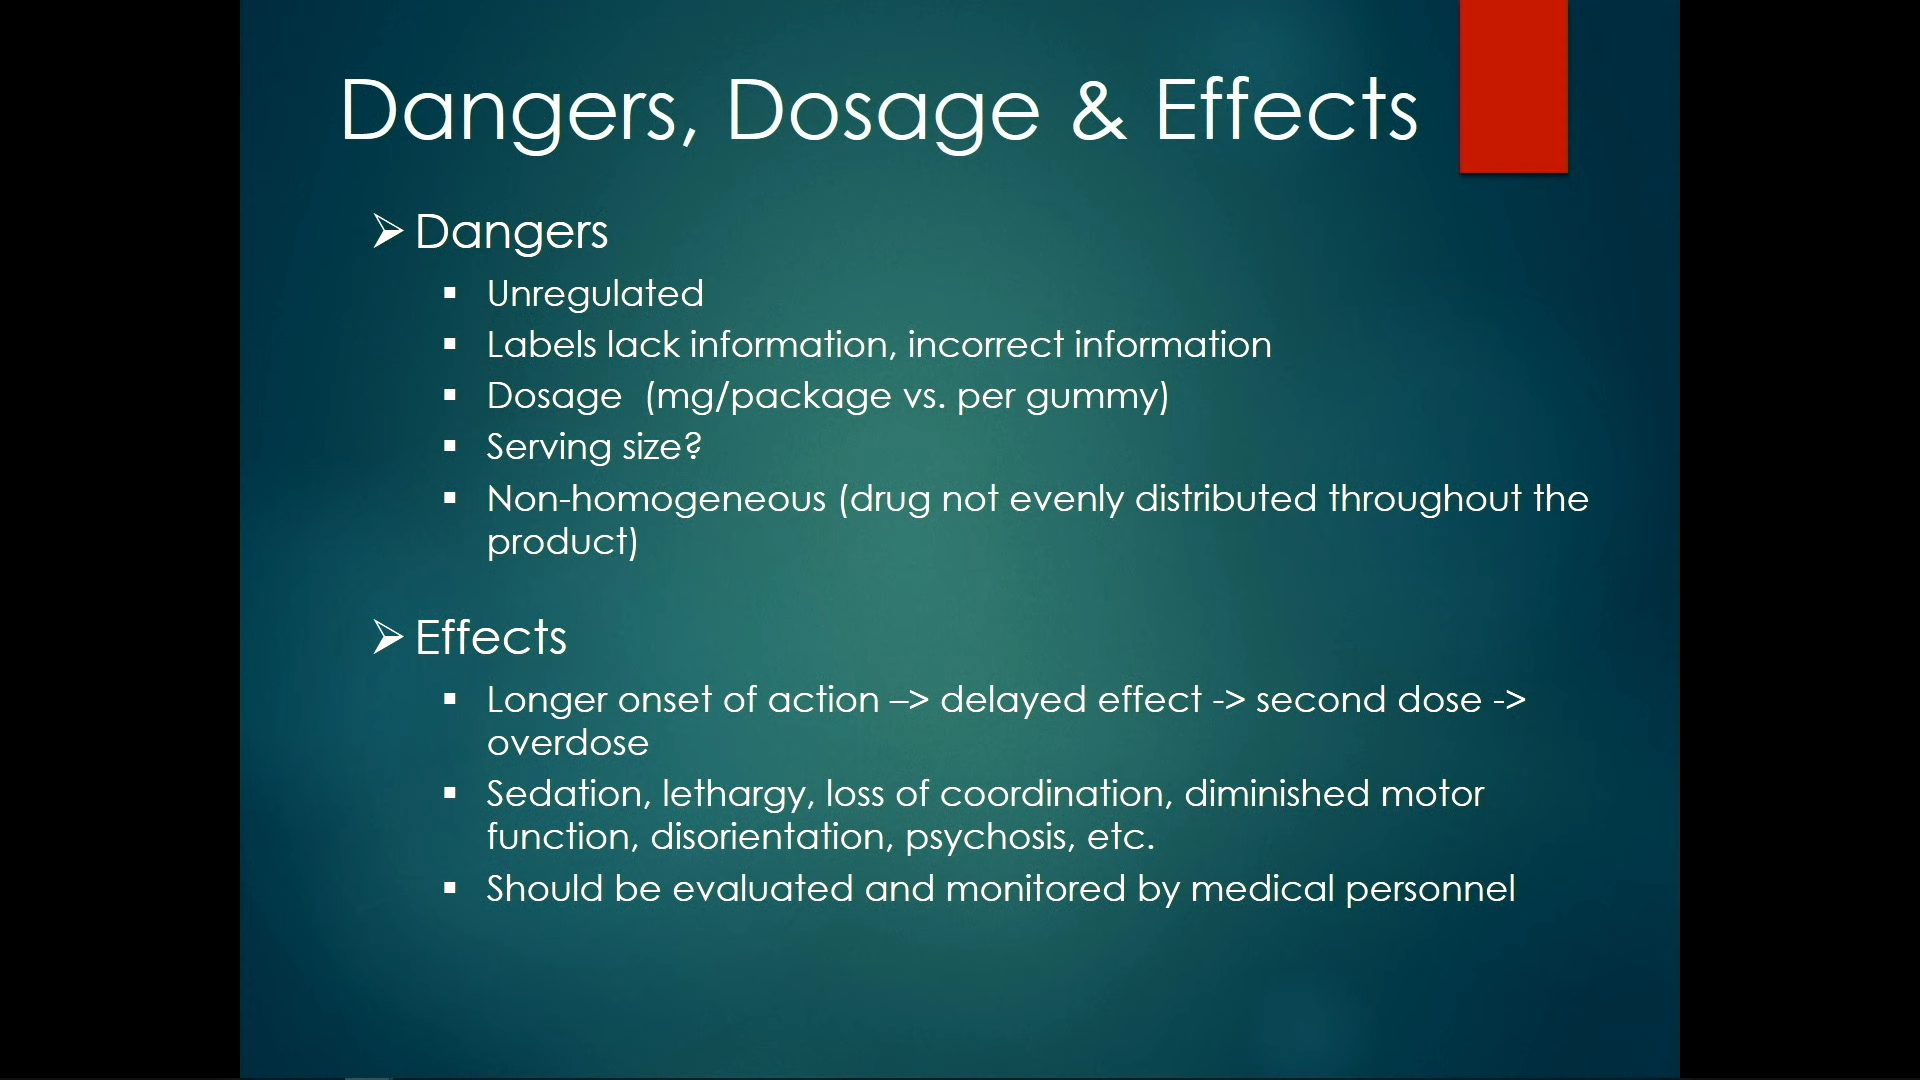 Dangers, Dosage & Effects
➢ Dangers
▪ Unregulated
▪ Labels lack information, incorrect information
▪ Dosage  (mg/package vs. per gummy)
▪ Serving size?
▪ Non-homogeneous (drug not evenly distributed throughout the
product)
➢ Effects
▪ Longer onset of action –> delayed effect -> second dose ->
overdose
▪ Sedation, lethargy, loss of coordination, diminished motor
function, disorientation, psychosis, etc.
▪ Should be evaluated and monitored by medical personnel